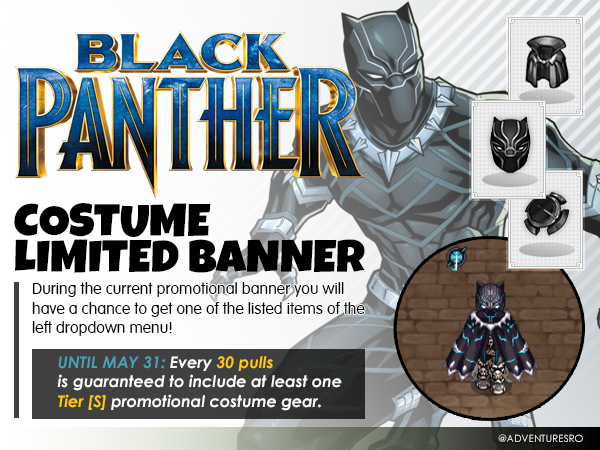 BLACK
PANTHER
COSTUME
LIMITED BANNER
During the current promotional banner you will
have a chance to get one of the listed items of the
left dropdown menu!
UNTIL MAY 31: Every 30 pulls
is guaranteed to include at least one
Tier [S] promotional costume gear.
@ADVENTURESRO